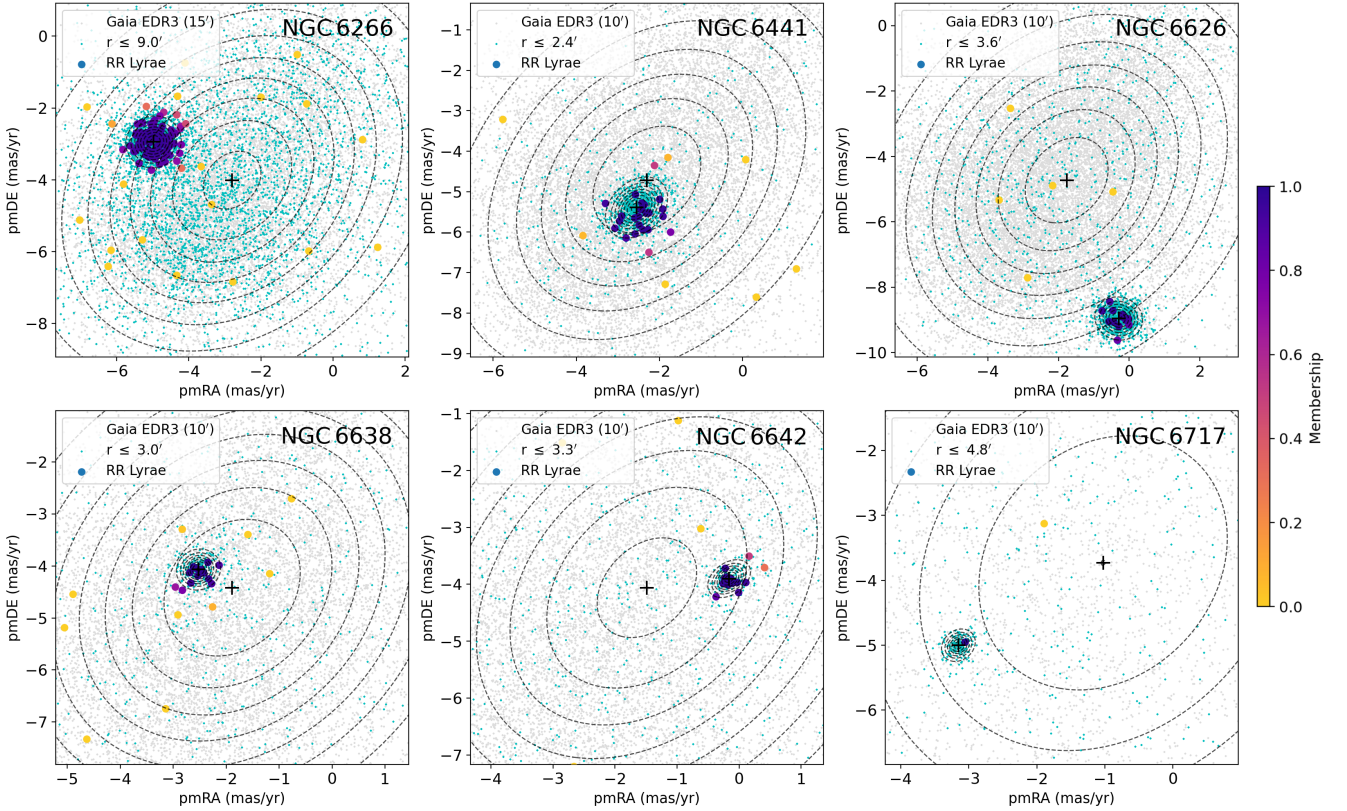 Gaia EDR3 (15′)
r ≤ 9.0′
RR Lyrae
NGC 6266
0
−2
−4
−6
−8
pmDE (mas/yr)
−6 −4 −2 0 2
pmRA (mas/yr)
Gaia EDR3 (10′)
r ≤ 2.4′
RR Lyrae
NGC 6441
−1
−2
−3
−4
−5
−6
−7
−8
−9
pmDE (mas/yr)
−6 −4 −2 0
pmRA (mas/yr)
Gaia EDR3 (10′)
r ≤ 3.6′
RR Lyrae
NGC 6626
0
−2
−4
−6
−8
−10
pmDE (mas/yr)
−6 −4 −2 0 2
pmRA (mas/yr)
Gaia EDR3 (10′)
r ≤ 3.0′
RR Lyrae
NGC 6638
−2
−3
−4
−5
−6
−7
pmDE (mas/yr)
−5 −4 −3 −2 −1 0 1
pmRA (mas/yr)
Gaia EDR3 (10′)
r ≤ 3.3′
RR Lyrae
NGC 6642
−1
−2
−3
−4
−5
−6
−7
pmDE (mas/yr)
−4 −3 −2 −1 0 1
pmRA (mas/yr)
Gaia EDR3 (10′)
r ≤ 4.8′
RR Lyrae
NGC 6717
−2
−3
−4
−5
−6
pmDE (mas/yr)
−4 −3 −2 −1 0
pmRA (mas/yr)
1.0
0.8
0.6
0.4
0.2
0.0
Membership